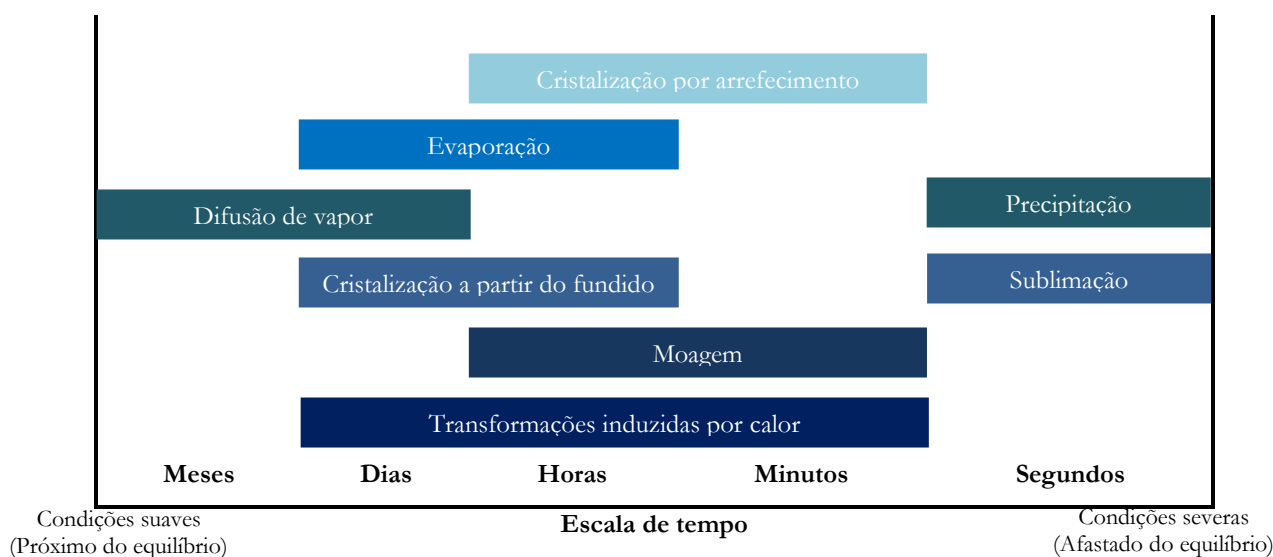 Cristalização por arrefecimento
Evaporação
Difusão de vapor
Precipitação
Cristalização a partir do fundido
Sublimação
Moagem
Transformações induzidas por calor
Meses Dias Horas Minutos Segundos
Condições suaves
(Próximo do equilíbrio)
Escala de tempo
Condições severas
(Afastado do equilíbrio)